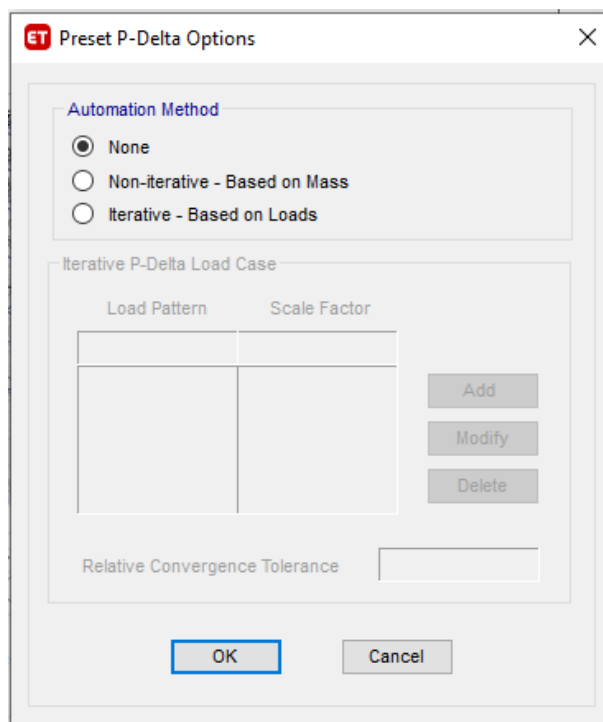 ET Preset P-Delta Options
Automation Method
None
Non-iterative - Based on Mass
Iterative - Based on Loads
Iterative P-Delta Load Case
Load Pattern Scale Factor
Add
Modify
Delete
Relative Convergence Tolerance
OK Cancel